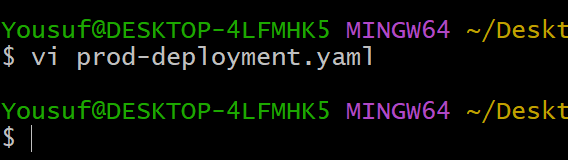 Yousuf@DESKTOP-4LFMHK5 MINGW64 ~/Deskt
$ vi prod-deployment.yaml
Yousuf@DESKTOP-4LFMHK5 MINGW64 ~/Deskt
$